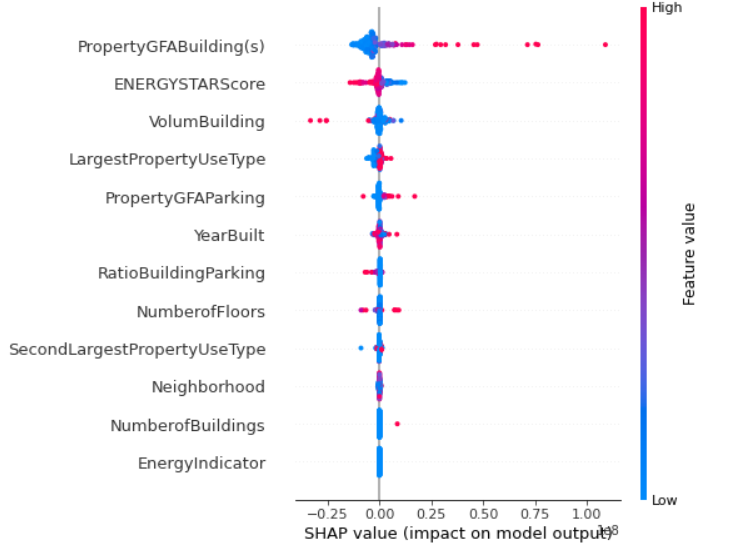 High
PropertyGFABuilding(s)
ENERGYSTARScore
VolumBuilding
LargestPropertyUseType
PropertyGFAParking
YearBuilt
RatioBuildingParking
NumberofFloors
SecondLargestPropertyUseType
Neighborhood
NumberofBuildings
EnergyIndicator
Feature value
Low
−0.25 0.00 0.25 0.50 0.75 1.00
SHAP value (impact on model output)
1e8